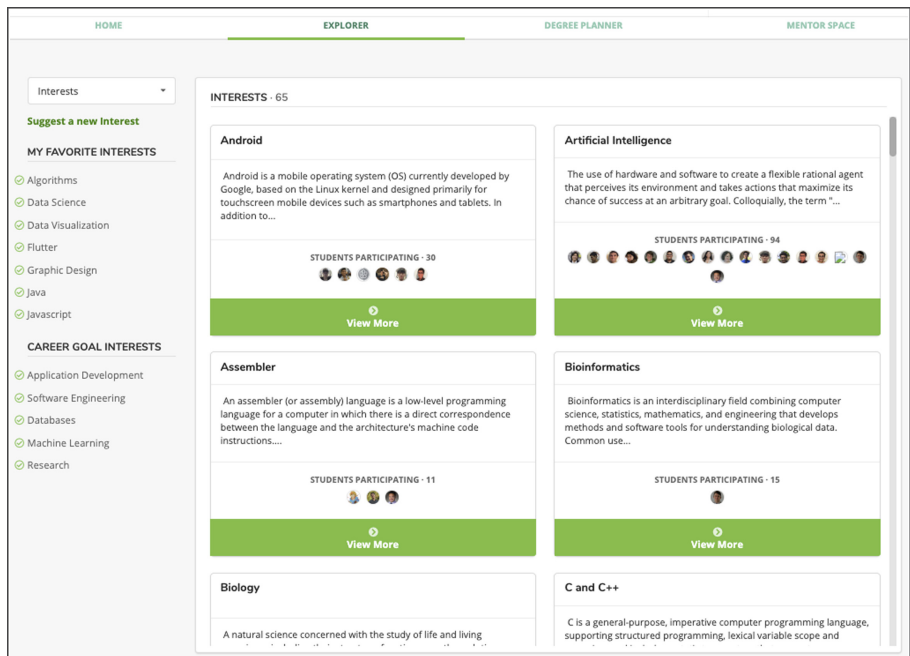 HOME
EXPLORER
DEGREE PLANNER
MENTOR SPACE
Interests
Suggest a new Interest
MY FAVORITE INTERESTS
Algorithms
Data Science
Data Visualization
Flutter
Graphic Design
Java
Javascript
CAREER GOAL INTERESTS
Application Development
Software Engineering
Databases
Machine Learning
Research
INTERESTS · 65
Android
Android is a mobile operating system (OS) currently developed by
Google, based on the Linux kernel and designed primarily for
touchscreen mobile devices such as smartphones and tablets. In
addition to...
STUDENTS PARTICIPATING · 30
View More
Artificial Intelligence
The use of hardware and software to create a flexible rational agent
that perceives its environment and takes actions that maximize its
chance of success at an arbitrary goal. Colloquially, the term "...
STUDENTS PARTICIPATING · 94
View More
Assembler
An assembler (or assembly) language is a low-level programming
language for a computer in which there is a direct correspondence
between the language and the architecture's machine code
instructions....
STUDENTS PARTICIPATING · 11
View More
Bioinformatics
Bioinformatics is an interdisciplinary field combining computer
science, statistics, mathematics, and engineering that develops
methods and software tools for understanding biological data.
Common use...
STUDENTS PARTICIPATING · 15
View More
Biology
A natural science concerned with the study of life and living
C and C++
C is a general-purpose, imperative computer programming language,
supporting structured programming, lexical variable scope and